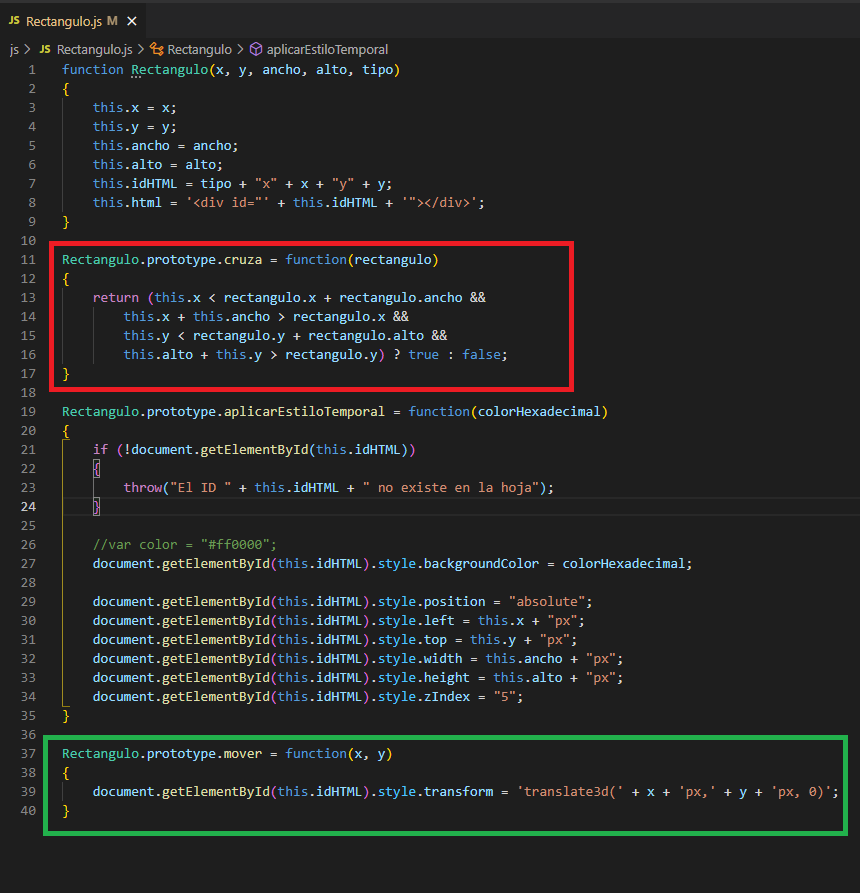 JS Rectangulo.js M ×
js > JS Rectangulo.js > Rectangulo > aplicarEstiloTemporal
1 function Rectangulo(x, y, ancho, alto, tipo)
2 {
3     this.x = x;
4     this.y = y;
5     this.ancho = ancho;
6     this.alto = alto;
7     this.idHTML = tipo + "x" + x + "y" + y;
8     this.html = '<div id="' + this.idHTML + '"></div>';
9 }
10
11 Rectangulo.prototype.cruza = function(rectangulo)
12 {
13     return (this.x < rectangulo.x + rectangulo.ancho &&
14         this.x + this.ancho > rectangulo.x &&
15         this.y < rectangulo.y + rectangulo.alto &&
16         this.alto + this.y > rectangulo.y) ? true : false;
17 }
18
19 Rectangulo.prototype.aplicarEstiloTemporal = function(colorHexadecimal)
20 {
21     if (!document.getElementById(this.idHTML))
22     {
23         throw("El ID " + this.idHTML + " no existe en la hoja");
24     }
25
26     //var color = "#ff0000";
27     document.getElementById(this.idHTML).style.backgroundColor = colorHexadecimal;
28
29     document.getElementById(this.idHTML).style.position = "absolute";
30     document.getElementById(this.idHTML).style.left = this.x + "px";
31     document.getElementById(this.idHTML).style.top = this.y + "px";
32     document.getElementById(this.idHTML).style.width = this.ancho + "px";
33     document.getElementById(this.idHTML).style.height = this.alto + "px";
34     document.getElementById(this.idHTML).style.zIndex = "5";
35 }
36
37 Rectangulo.prototype.mover = function(x, y)
38 {
39     document.getElementById(this.idHTML).style.transform = 'translate3d(' + x + 'px,' + y + 'px, 0)';
40 }